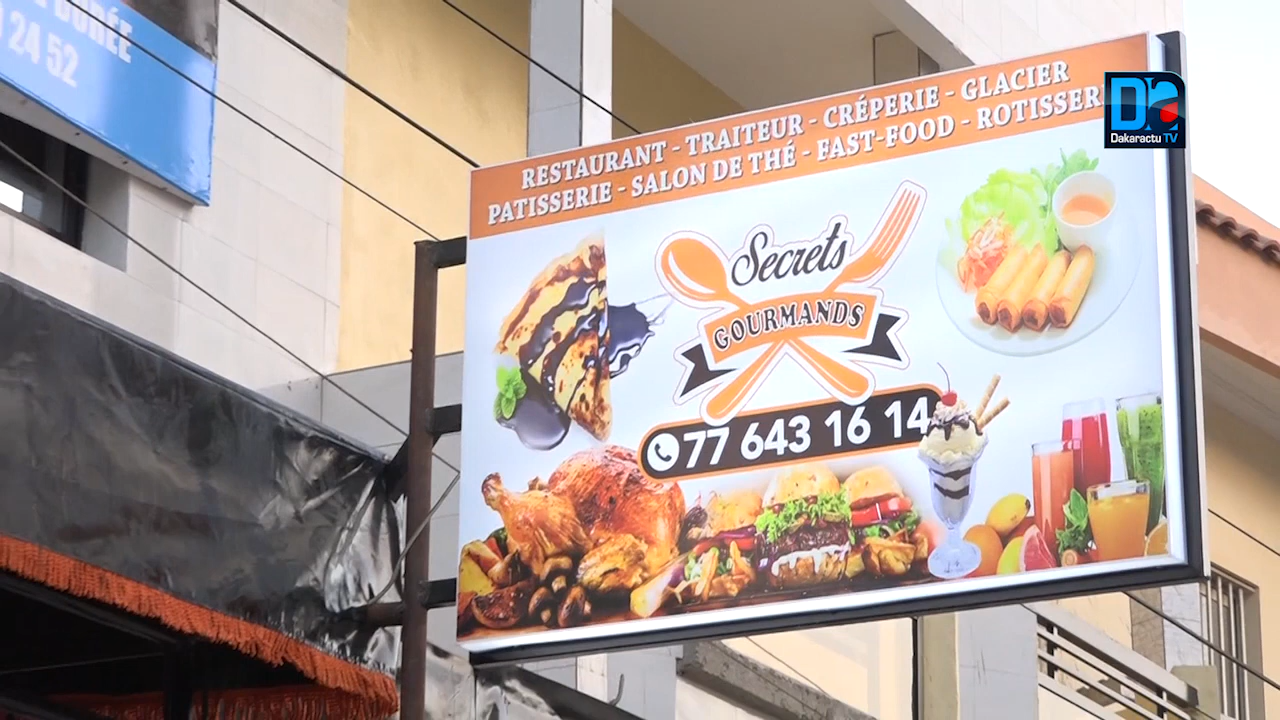 DORÉE
24 52
RESTAURANT - TRAITEUR - CRÉPERIE - GLACIER
PATISSERIE - SALON DE THÉ - FAST-FOOD - ROTISSERI
Secrets
GOURMANDS
77 643 16 14
Dakaractu TV